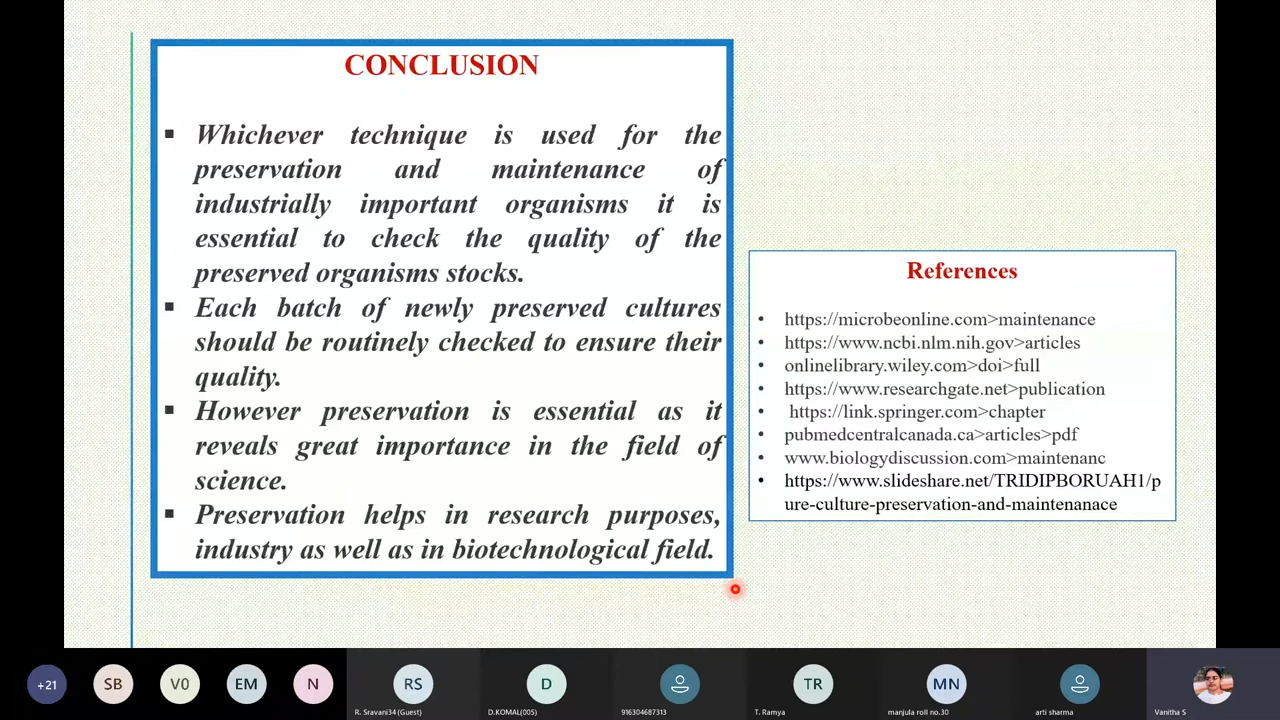 CONCLUSION
▪ Whichever technique is used for the
preservation and maintenance of
industrially important organisms it is
essential to check the quality of the
preserved organisms stocks.
▪ Each batch of newly preserved cultures
should be routinely checked to ensure their
quality.
▪ However preservation is essential as it
reveals great importance in the field of
science.
▪ Preservation helps in research purposes,
industry as well as in biotechnological field.
References
• https://microbeonline.com>maintenance
• https://www.ncbi.nlm.nih.gov>articles
• onlinelibrary.wiley.com>doi>full
• https://www.researchgate.net>publication
• https://link.springer.com>chapter
• pubmedcentralcanada.ca>articles>pdf
• www.biologydiscussion.com>maintenanc
• https://www.slideshare.net/TRIDIPBORUAH1/p
ure-culture-preservation-and-maintenanace
+21 SB V0 EM N RS D TR MN
R. Sravani34 (Guest) D.KOMAL(005) 916304687313 T. Ramya manjula roll no.30 arti sharma Vanitha S